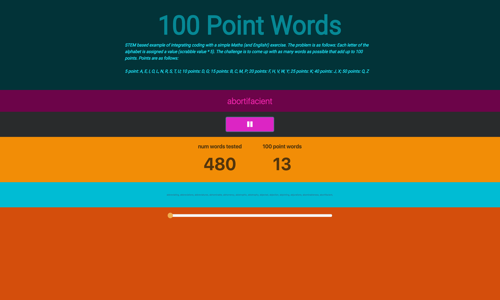 100 Point Words
STEM based example of integrating coding with a simple Maths (and English) exercise. The problem is as follows: Each letter of the
alphabet is assigned a value (scrabble value * 5). The challenge is to come up with as many words as possible that add up to 100
points. Points are as follows:
5 point: A, E, I, O, L, N, R, S, T, U, 10 points: D, G, 15 points: B, C, M, P, 20 points: F, H, V, W, Y, 25 points: K, 40 points: J, X, 50 points: Q, Z
abortifacient
num words tested
100 point words
480
13